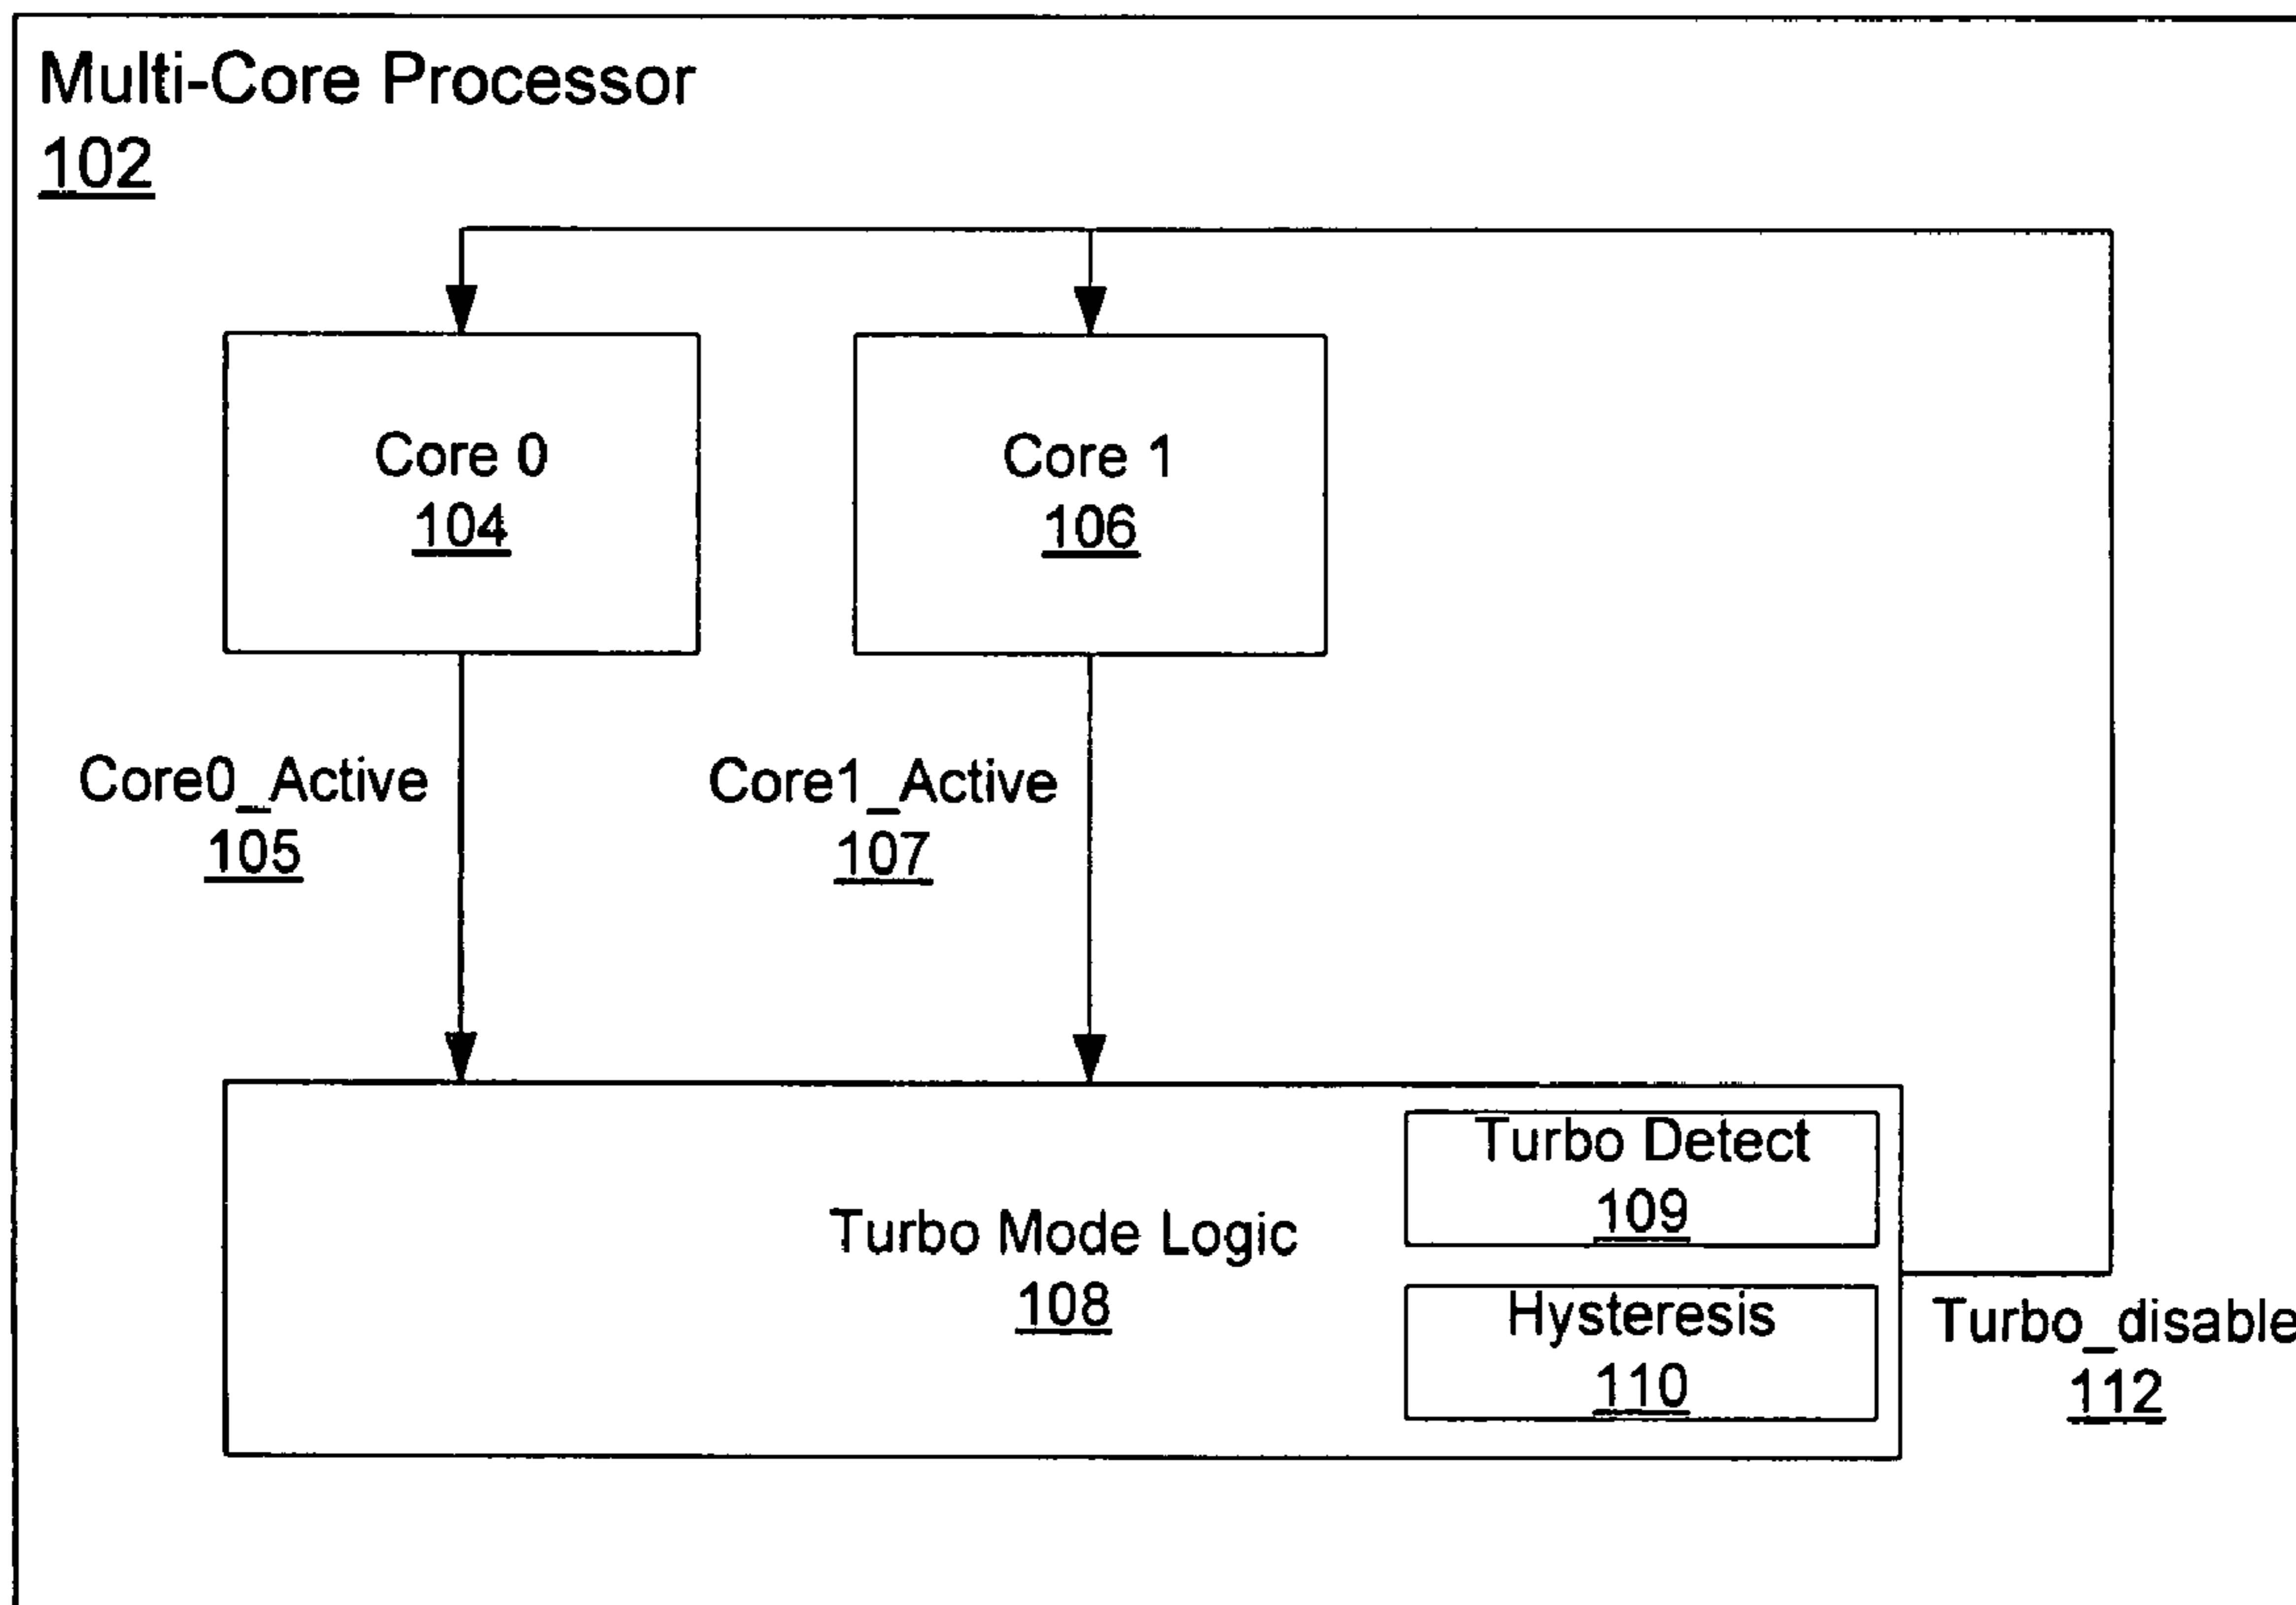 Multi-Core Processor
102
Core 0
104
Core 1
106
Core0_Active
105
Core1_Active
107
Turbo Mode Logic
108
Turbo Detect
109
Hysteresis
110
Turbo_disable
112